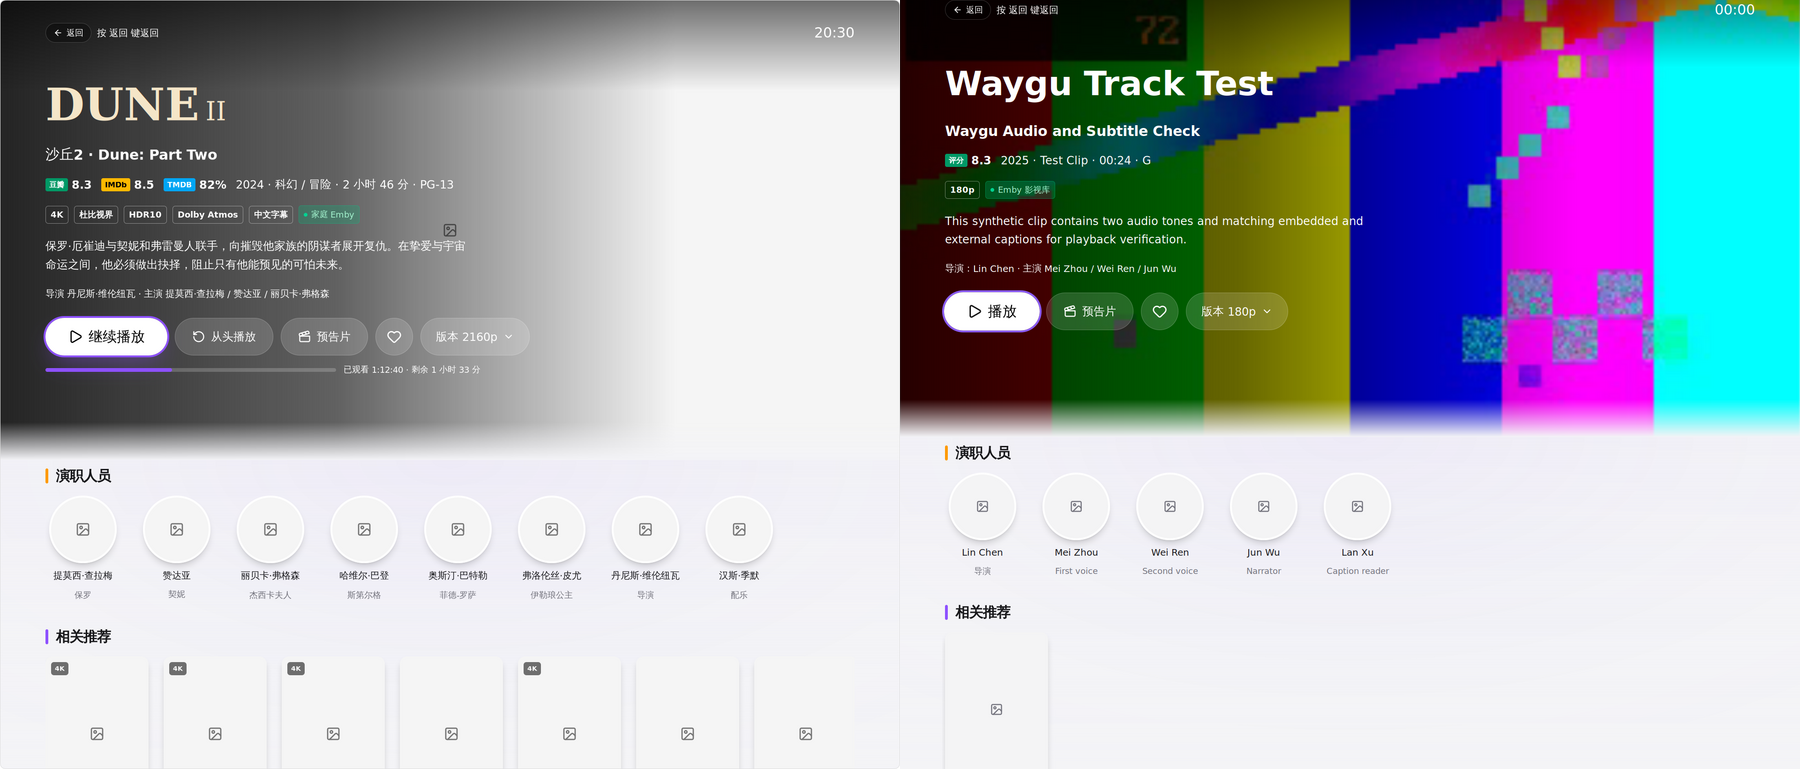 返回 按 返回 键返回
20:30
DUNE II
沙丘2 · Dune: Part Two
豆瓣 8.3 IMDb 8.5 TMDB 82% 2024 · 科幻 / 冒险 · 2 小时 46 分 · PG-13
4K 杜比视界 HDR10 Dolby Atmos 中文字幕 家庭 Emby
保罗·厄崔迪与契妮和弗雷曼人联手，向摧毁他家族的阴谋者展开复仇。在挚爱与宇宙
命运之间，他必须做出抉择，阻止只有他能预见的可怕未来。
导演 丹尼斯·维伦纽瓦 · 主演 提莫西·查拉梅 / 赞达亚 / 丽贝卡·弗格森
继续播放 从头播放 预告片 版本 2160p
已观看 1:12:40 · 剩余 1 小时 33 分
演职人员
提莫西·查拉梅 赞达亚 丽贝卡·弗格森 哈维尔·巴登 奥斯汀·巴特勒 弗洛伦丝·皮尤 丹尼斯·维伦纽瓦 汉斯·季默
保罗 契妮 杰西卡夫人 斯第尔格 菲德-罗萨 伊勒琅公主 导演 配乐
相关推荐
4K 4K 4K 4K
返回 按 返回 键返回
00:00
72
Waygu Track Test
Waygu Audio and Subtitle Check
评分 8.3 2025 · Test Clip · 00:24 · G
180p Emby 影视库
This synthetic clip contains two audio tones and matching embedded and
external captions for playback verification.
导演：Lin Chen · 主演 Mei Zhou / Wei Ren / Jun Wu
播放 预告片 版本 180p
演职人员
Lin Chen Mei Zhou Wei Ren Jun Wu Lan Xu
导演 First voice Second voice Narrator Caption reader
相关推荐